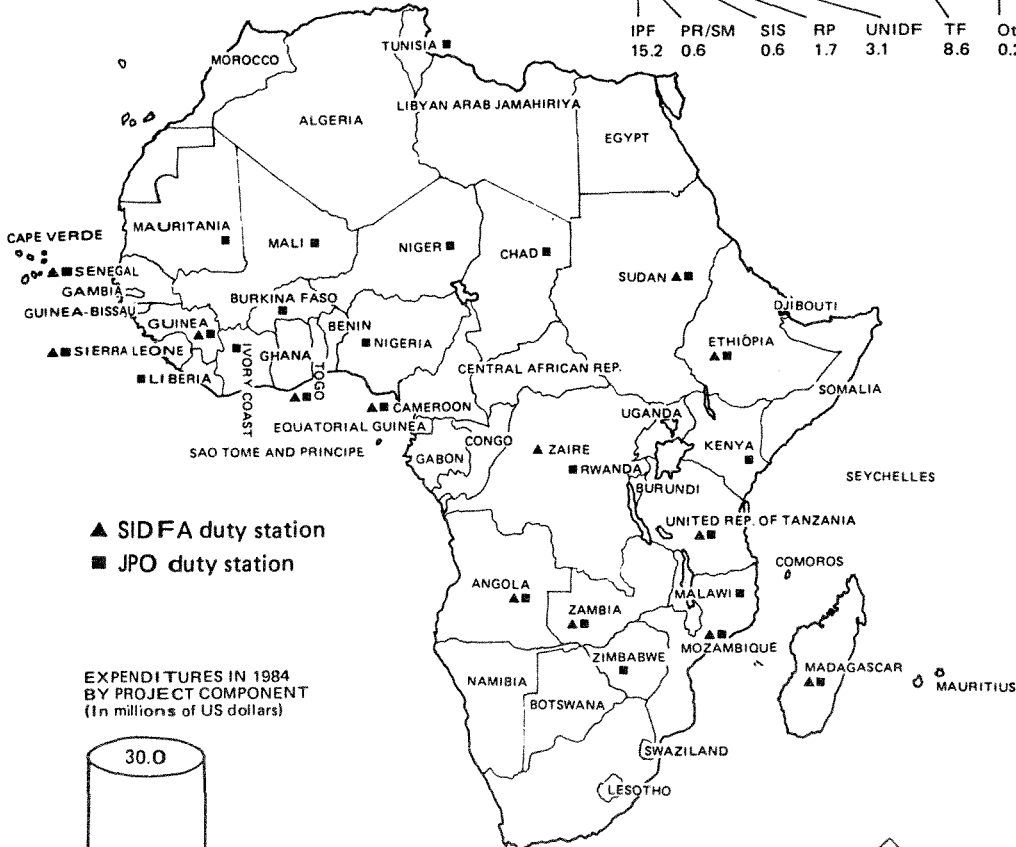 IPF PR/SM SIS RP UNIDF TF
15.2 0.6 0.6 1.7 3.1 8.6
TUNISIA
MOROCCO
LIBYAN ARAB JAMAHIRIYA
ALGERIA
EGYPT
MAURITANIA
CAPE VERDE
MALI
NIGER
CHAD
SENEGAL
SUDAN
GAMBIA
BURKINA FASO
GUINEA-BISSAU
DJIBOUTI
GUINEA
BENIN
ETHIOPIA
NIGERIA
SIERRA LEONE
IVORY COAST
GHANA
TOGO
CENTRAL AFRICAN REP.
LIBERIA
SOMALIA
CAMEROON
UGANDA
EQUATORIAL GUINEA
CONGO
KENYA
SAO TOME AND PRINCIPE
GABON
ZAIRE
RWANDA
SEYCHELLES
BURUNDI
UNITED REP. OF TANZANIA
▲ SIDFA duty station
■ JPO duty station
COMOROS
ANGOLA
MALAWI
ZAMBIA
MOZAMBIQUE
ZIMBABWE
MADAGASCAR
NAMIBIA
MAURITIUS
BOTSWANA
SWAZILAND
LESOTHO
EXPENDITURES IN 1984
BY PROJECT COMPONENT
(In millions of US dollars)
30.0